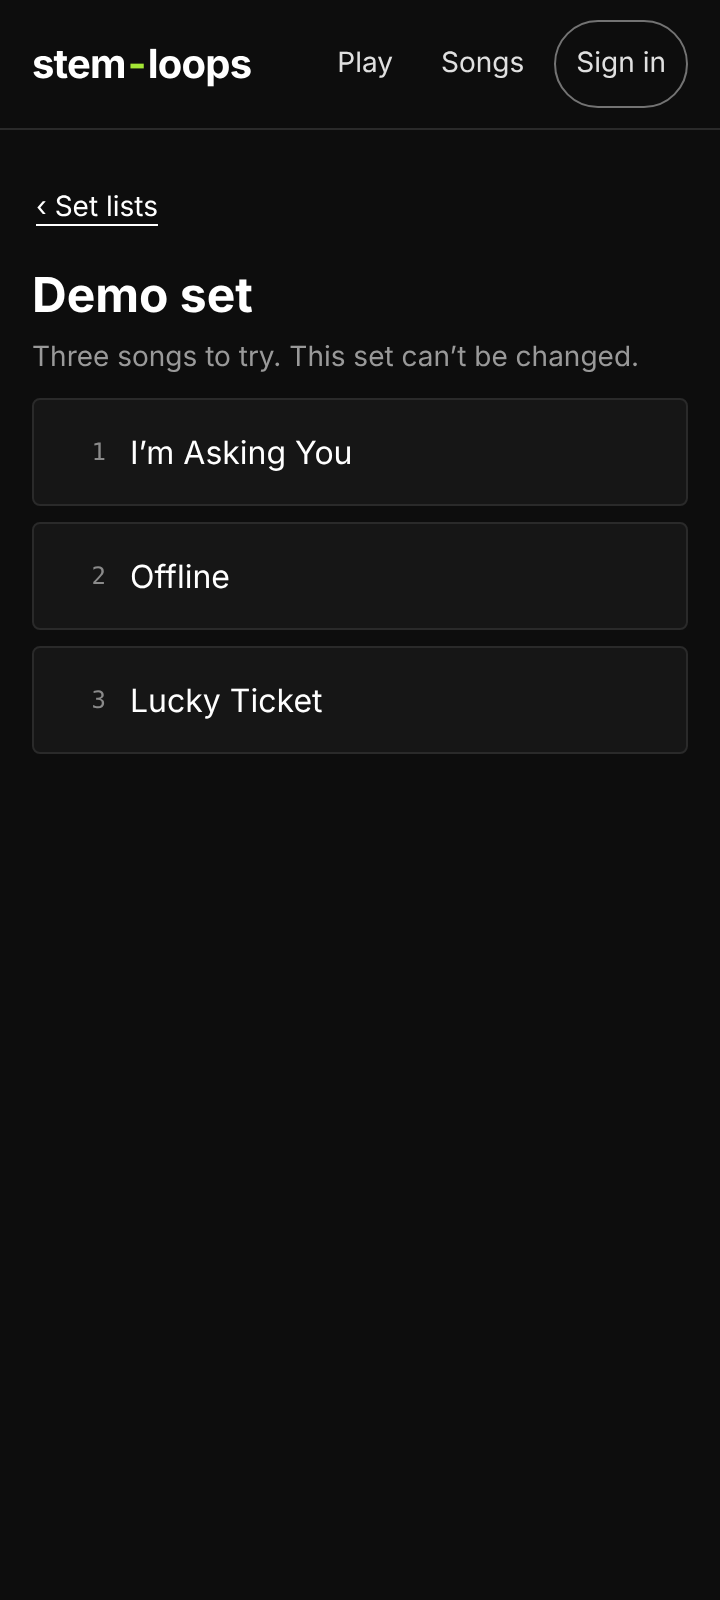 stem-loops Play Songs Sign in
‹ Set lists
Demo set
Three songs to try. This set can’t be changed.
1 I’m Asking You
2 Offline
3 Lucky Ticket